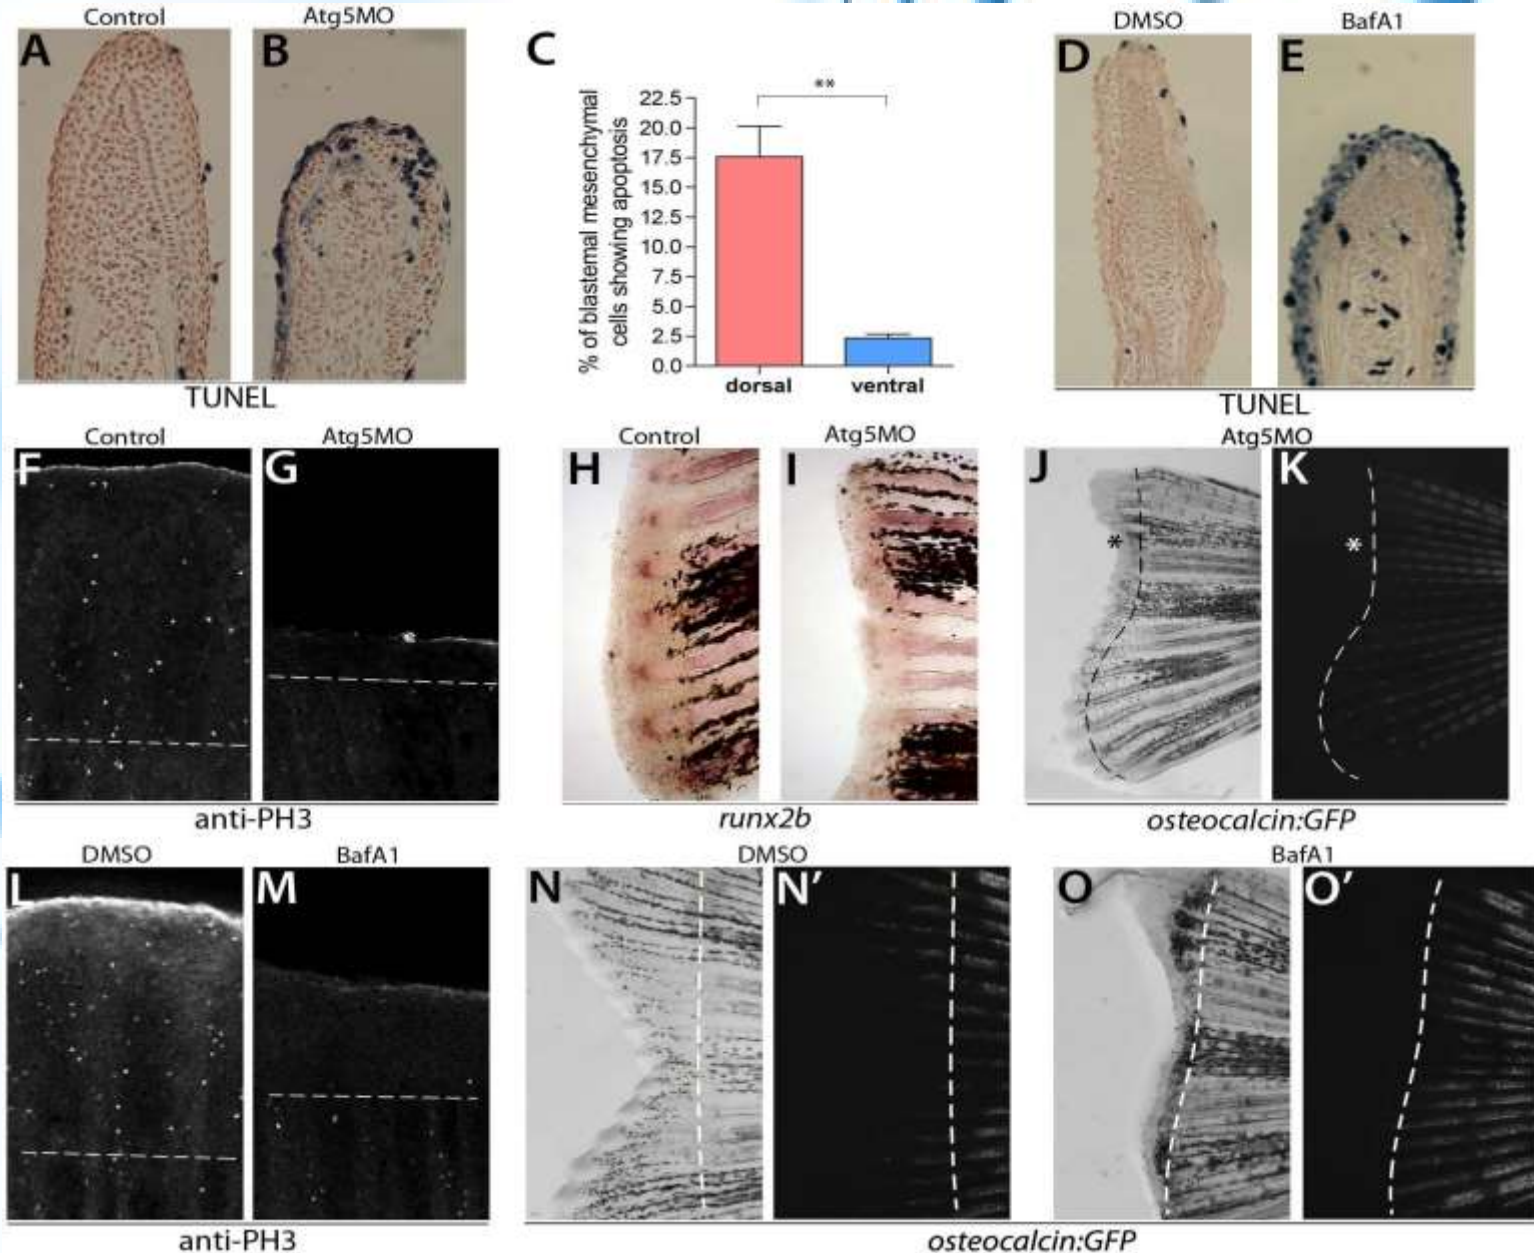 Control Atg5MO
A B
TUNEL
C
**
% of blastemal mesenchymal
cells showing apoptosis
22.5
20.0
17.5
15.0
12.5
10.0
7.5
5.0
2.5
0.0
dorsal ventral
DMSO BafA1
D E
TUNEL
Control Atg5MO
F G
anti-PH3
Control Atg5MO
H I
runx2b
Atg5MO
J K
* *
osteocalcin:GFP
DMSO BafA1
L M
anti-PH3
DMSO
N N’
BafA1
O O’
osteocalcin:GFP